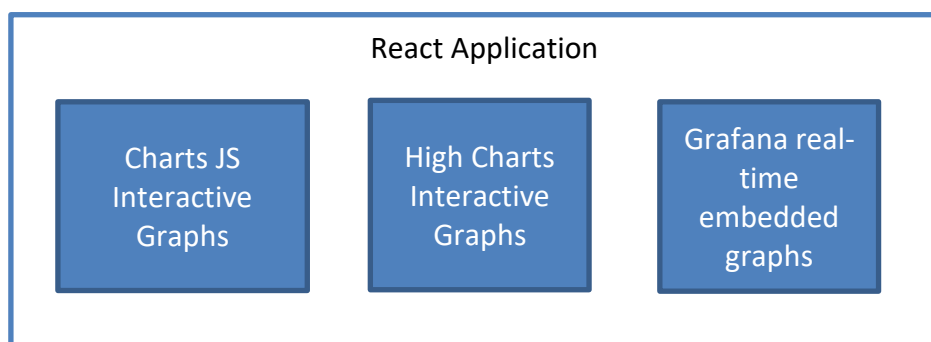 React Application
Charts JS
Interactive
Graphs
High Charts
Interactive
Graphs
Grafana real-
time
embedded
graphs